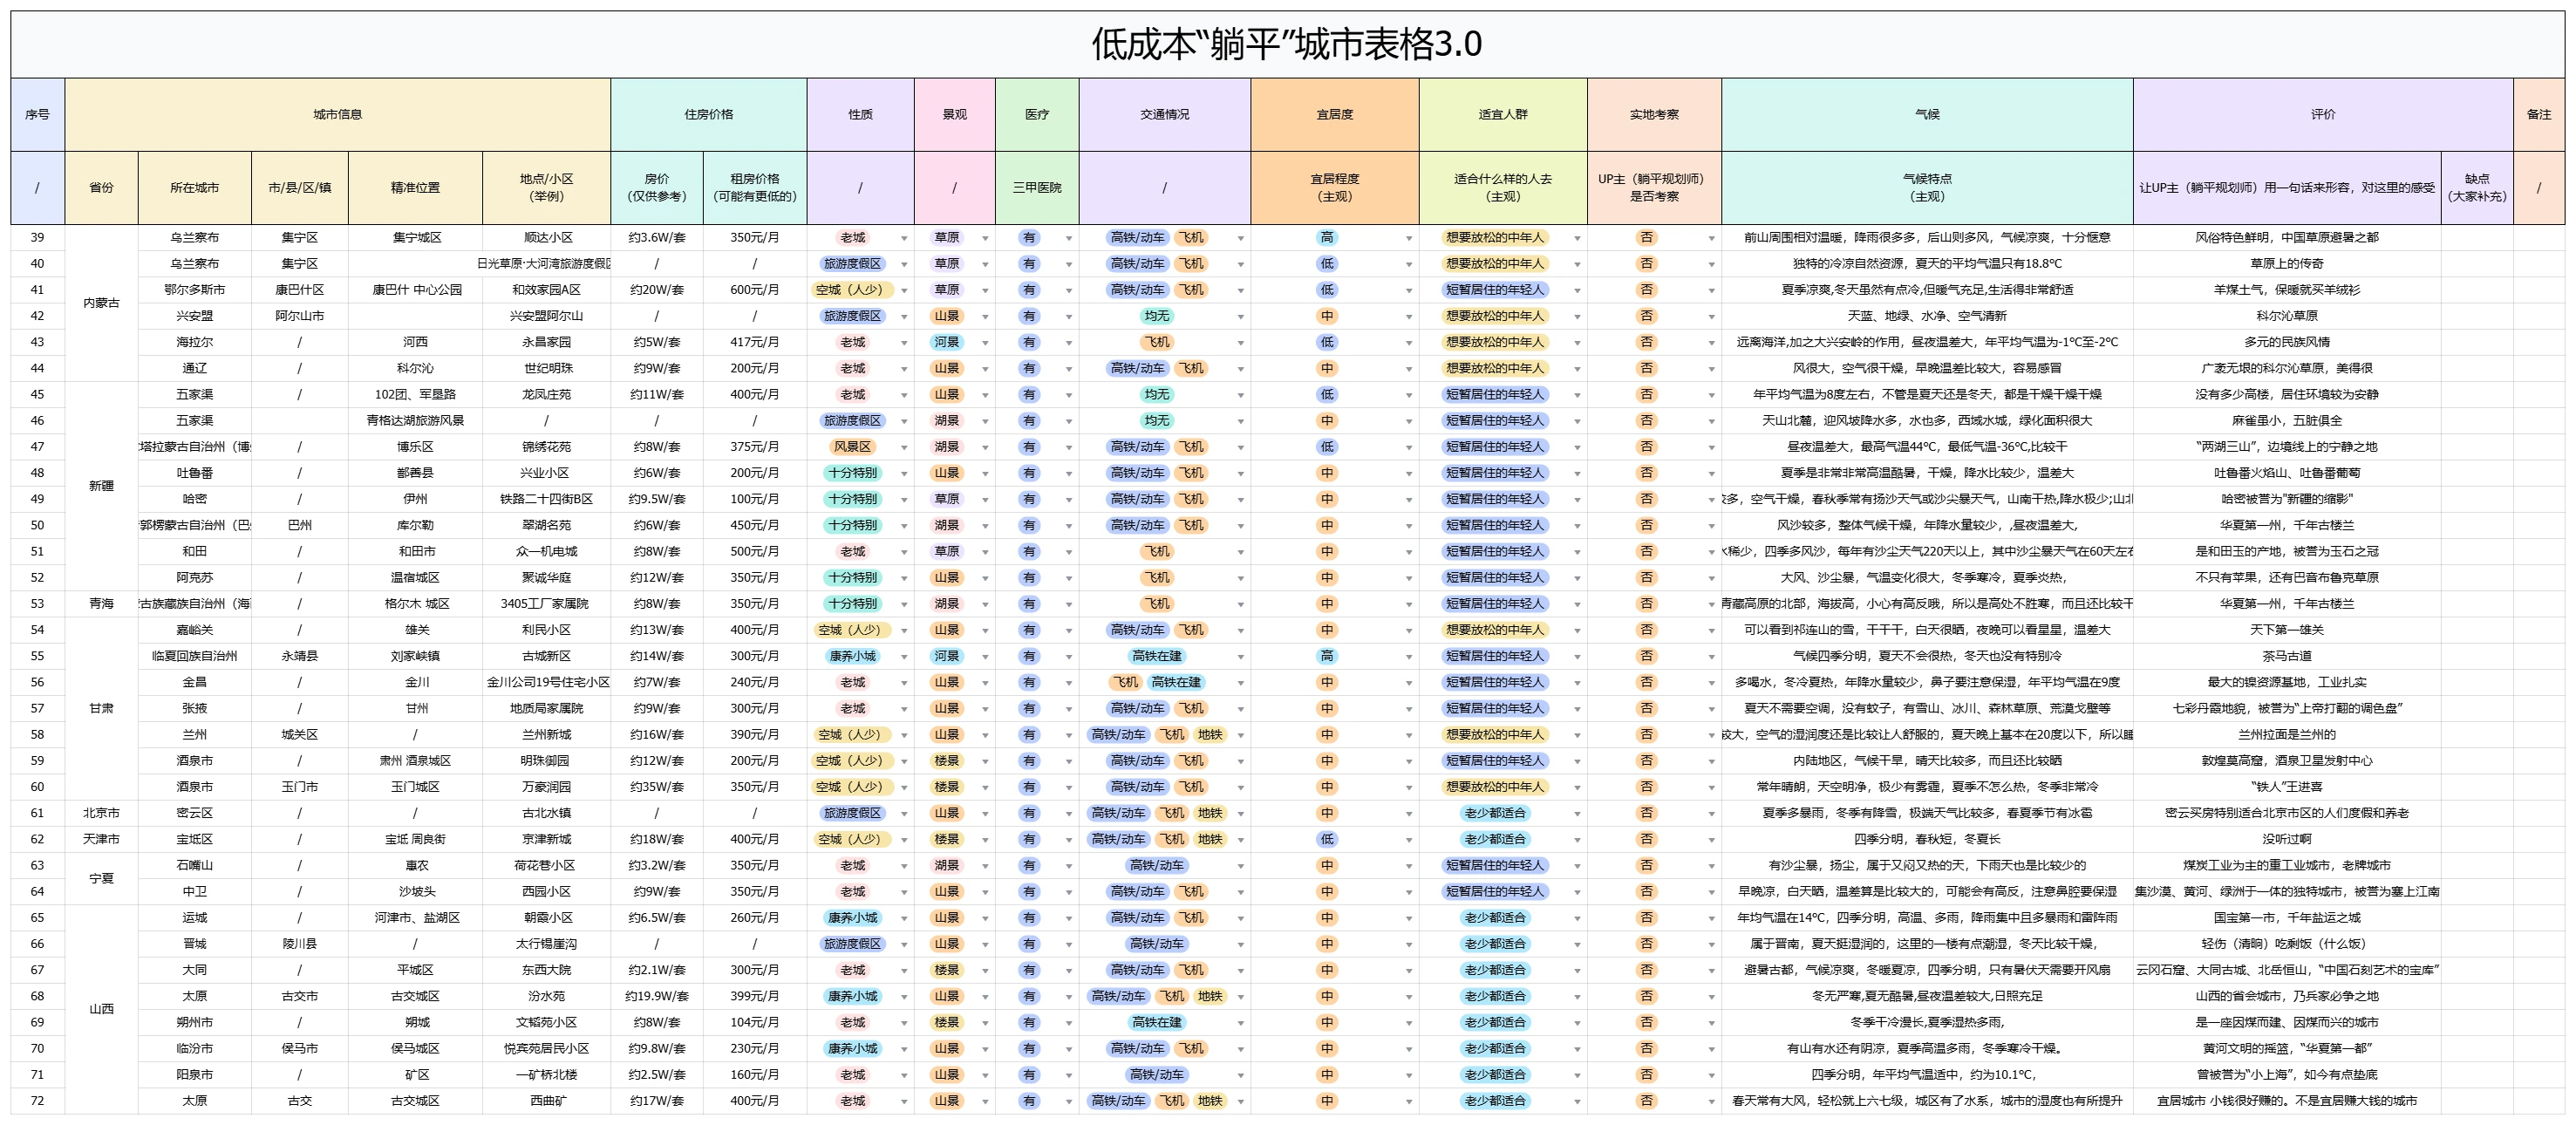 低成本“躺平”城市表格3.0
序号 城市信息 住房价格 性质 景观 医疗 交通情况 宜居度 适宜人群 实地考察 气候 评价 备注
/ 省份 所在城市 市/县/区/镇 精准位置 地点/小区（举例） 房价（仅供参考） 租房价格（可能有更低的） / / 三甲医院 / 宜居程度（主观） 适合什么样的人去（主观） UP主（躺平规划师）是否考察 气候特点（主观） 让UP主（躺平规划师）用一句话来形容，对这里的感受 缺点（大家补充） /
39 内蒙古 乌兰察布 集宁区 集宁城区 顺达小区 约3.6W/套 350元/月 老城 草原 有 高铁/动车 飞机 高 想要放松的中年人 否 前山周围相对温暖，降雨很多多，后山则多风，气候凉爽，十分惬意 风俗特色鲜明，中国草原避暑之都
40 乌兰察布 集宁区 日光草原·大河湾旅游度假区 / / 旅游度假区 草原 有 高铁/动车 飞机 低 想要放松的中年人 否 独特的冷凉自然资源，夏天的平均气温只有18.8℃ 草原上的传奇
41 鄂尔多斯市 康巴什区 康巴什 中心公园 和效家园A区 约20W/套 600元/月 空城（人少） 草原 有 高铁/动车 飞机 低 短暂居住的年轻人 否 夏季凉爽,冬天虽然有点冷,但暖气充足,生活得非常舒适 羊煤土气，保暖就买羊绒衫
42 兴安盟 阿尔山市 兴安盟阿尔山 / / 旅游度假区 山景 有 均无 中 想要放松的中年人 否 天蓝、地绿、水净、空气清新 科尔沁草原
43 海拉尔 / 河西 永昌家园 约5W/套 417元/月 老城 河景 有 飞机 低 想要放松的中年人 否 远离海洋,加之大兴安岭的作用，昼夜温差大，年平均气温为-1℃至-2℃ 多元的民族风情
44 通辽 / 科尔沁 世纪明珠 约9W/套 200元/月 老城 山景 有 高铁/动车 飞机 中 想要放松的中年人 否 风很大，空气很干燥，早晚温差比较大，容易感冒 广袤无垠的科尔沁草原，美得很
45 新疆 五家渠 / 102团、军垦路 龙凤庄苑 约11W/套 400元/月 老城 山景 有 均无 低 短暂居住的年轻人 否 年平均气温为8度左右，不管是夏天还是冬天，都是干燥干燥干燥 没有多少高楼，居住环境较为安静
46 五家渠 青格达湖旅游风景 / / / 旅游度假区 湖景 有 均无 中 短暂居住的年轻人 否 天山北麓，迎风坡降水多，水也多，西域水城，绿化面积很大 麻雀虽小，五脏俱全
47 塔拉蒙古自治州（博 / 博乐区 锦绣花苑 约8W/套 375元/月 风景区 湖景 有 高铁/动车 飞机 低 短暂居住的年轻人 否 昼夜温差大，最高气温44℃，最低气温-36℃,比较干 “两湖三山”，边境线上的宁静之地
48 吐鲁番 / 鄯善县 兴业小区 约6W/套 200元/月 十分特别 山景 有 高铁/动车 飞机 中 短暂居住的年轻人 否 夏季是非常非常高温酷暑，干燥，降水比较少，温差大 吐鲁番火焰山、吐鲁番葡萄
49 哈密 / 伊州 铁路二十四街B区 约9.5W/套 100元/月 十分特别 草原 有 高铁/动车 飞机 中 短暂居住的年轻人 否 多，空气干燥，春秋季常有扬沙天气或沙尘暴天气，山南干热,降水极少;山北 哈密被誉为"新疆的缩影"
50 郭楞蒙古自治州（巴 巴州 库尔勒 翠湖名苑 约6W/套 450元/月 十分特别 湖景 有 高铁/动车 飞机 中 短暂居住的年轻人 否 风沙较多，整体气候干燥，年降水量较少，,昼夜温差大, 华夏第一州，千年古楼兰
51 和田 / 和田市 众一机电城 约8W/套 500元/月 老城 草原 有 飞机 中 短暂居住的年轻人 否 稀少，四季多风沙，每年有沙尘天气220天以上，其中沙尘暴天气在60天左右 是和田玉的产地，被誉为玉石之冠
52 阿克苏 / 温宿城区 聚诚华庭 约12W/套 350元/月 十分特别 山景 有 飞机 中 短暂居住的年轻人 否 大风、沙尘暴，气温变化很大，冬季寒冷，夏季炎热， 不只有苹果，还有巴音布鲁克草原
53 青海 古族藏族自治州（海 / 格尔木 城区 3405工厂家属院 约8W/套 350元/月 十分特别 湖景 有 飞机 中 短暂居住的年轻人 否 青藏高原的北部，海拔高，小心有高反哦，所以是高处不胜寒，而且还比较干 华夏第一州，千年古楼兰
54 甘肃 嘉峪关 / 雄关 利民小区 约13W/套 400元/月 空城（人少） 山景 有 高铁/动车 飞机 中 想要放松的中年人 否 可以看到祁连山的雪，干干干，白天很晒，夜晚可以看星星，温差大 天下第一雄关
55 临夏回族自治州 永靖县 刘家峡镇 古城新区 约14W/套 300元/月 康养小城 河景 有 高铁在建 高 短暂居住的年轻人 否 气候四季分明，夏天不会很热，冬天也没有特别冷 茶马古道
56 金昌 / 金川 金川公司19号住宅小区 约7W/套 240元/月 老城 山景 有 飞机 高铁在建 中 短暂居住的年轻人 否 多喝水，冬冷夏热，年降水量较少，鼻子要注意保湿，年平均气温在9度 最大的镍资源基地，工业扎实
57 张掖 / 甘州 地质局家属院 约9W/套 300元/月 老城 山景 有 高铁/动车 飞机 中 短暂居住的年轻人 否 夏天不需要空调，没有蚊子，有雪山、冰川、森林草原、荒漠戈壁等 七彩丹霞地貌，被誉为“上帝打翻的调色盘”
58 兰州 城关区 / 兰州新城 约16W/套 390元/月 空城（人少） 山景 有 高铁/动车 飞机 地铁 中 想要放松的中年人 否 较大，空气的湿润度还是比较让人舒服的，夏天晚上基本在20度以下，所以睡 兰州拉面是兰州的
59 酒泉市 / 肃州 酒泉城区 明珠御园 约12W/套 200元/月 空城（人少） 楼景 有 高铁/动车 飞机 中 短暂居住的年轻人 否 内陆地区，气候干旱，晴天比较多，而且还比较晒 敦煌莫高窟，酒泉卫星发射中心
60 酒泉市 玉门市 玉门城区 万豪润园 约35W/套 350元/月 空城（人少） 楼景 有 高铁/动车 飞机 中 想要放松的中年人 否 常年晴朗，天空明净，极少有雾霾，夏季不怎么热，冬季非常冷 “铁人”王进喜
61 北京市 密云区 / / 古北水镇 / / 旅游度假区 山景 有 高铁/动车 飞机 地铁 中 老少都适合 否 夏季多暴雨，冬季有降雪，极端天气比较多，春夏季节有冰雹 密云买房特别适合北京市区的人们度假和养老
62 天津市 宝坻区 / 宝坻 周良街 京津新城 约18W/套 400元/月 空城（人少） 楼景 有 高铁/动车 飞机 地铁 低 老少都适合 否 四季分明，春秋短，冬夏长 没听过啊
63 宁夏 石嘴山 / 惠农 荷花巷小区 约3.2W/套 350元/月 老城 湖景 有 高铁/动车 中 短暂居住的年轻人 否 有沙尘暴，扬尘，属于又闷又热的天，下雨天也是比较少的 煤炭工业为主的重工业城市，老牌城市
64 中卫 / 沙坡头 西园小区 约9W/套 350元/月 老城 山景 有 高铁/动车 飞机 中 短暂居住的年轻人 否 早晚凉，白天晒，温差算是比较大的，可能会有高反，注意鼻腔要保湿 集沙漠、黄河、绿洲于一体的独特城市，被誉为塞上江南
65 山西 运城 / 河津市、盐湖区 朝霞小区 约6.5W/套 260元/月 康养小城 山景 有 高铁/动车 飞机 中 老少都适合 否 年均气温在14℃，四季分明，高温、多雨，降雨集中且多暴雨和雷阵雨 国宝第一市，千年盐运之城
66 晋城 陵川县 / 太行锡崖沟 / / 旅游度假区 山景 有 高铁/动车 中 老少都适合 否 属于晋南，夏天挺湿润的，这里的一楼有点潮湿，冬天比较干燥， 轻伤（清晌）吃剩饭（什么饭）
67 大同 / 平城区 东西大院 约2.1W/套 300元/月 老城 楼景 有 高铁/动车 飞机 中 老少都适合 否 避暑古都，气候凉爽，冬暖夏凉，四季分明，只有暑伏天需要开风扇 云冈石窟、大同古城、北岳恒山，“中国石刻艺术的宝库”
68 太原 古交市 古交城区 汾水苑 约19.9W/套 399元/月 康养小城 山景 有 高铁/动车 飞机 地铁 中 老少都适合 否 冬无严寒,夏无酷暑,昼夜温差较大,日照充足 山西的省会城市，乃兵家必争之地
69 朔州市 / 朔城 文韬苑小区 约8W/套 104元/月 老城 楼景 有 高铁在建 中 老少都适合 否 冬季干冷漫长,夏季湿热多雨, 是一座因煤而建、因煤而兴的城市
70 临汾市 侯马市 侯马城区 悦宾苑居民小区 约9.8W/套 230元/月 康养小城 山景 有 高铁/动车 飞机 中 老少都适合 否 有山有水还有阴凉，夏季高温多雨，冬季寒冷干燥。 黄河文明的摇篮，“华夏第一都”
71 阳泉市 / 矿区 一矿桥北楼 约2.5W/套 160元/月 老城 山景 有 高铁/动车 中 老少都适合 否 四季分明，年平均气温适中，约为10.1℃, 曾被誉为“小上海”，如今有点垫底
72 太原 古交 古交城区 西曲矿 约17W/套 400元/月 老城 山景 有 高铁/动车 飞机 地铁 中 老少都适合 否 春天常有大风，轻松就上六七级，城区有了水系，城市的湿度也有所提升 宜居城市 小钱很好赚的。不是宜居赚大钱的城市